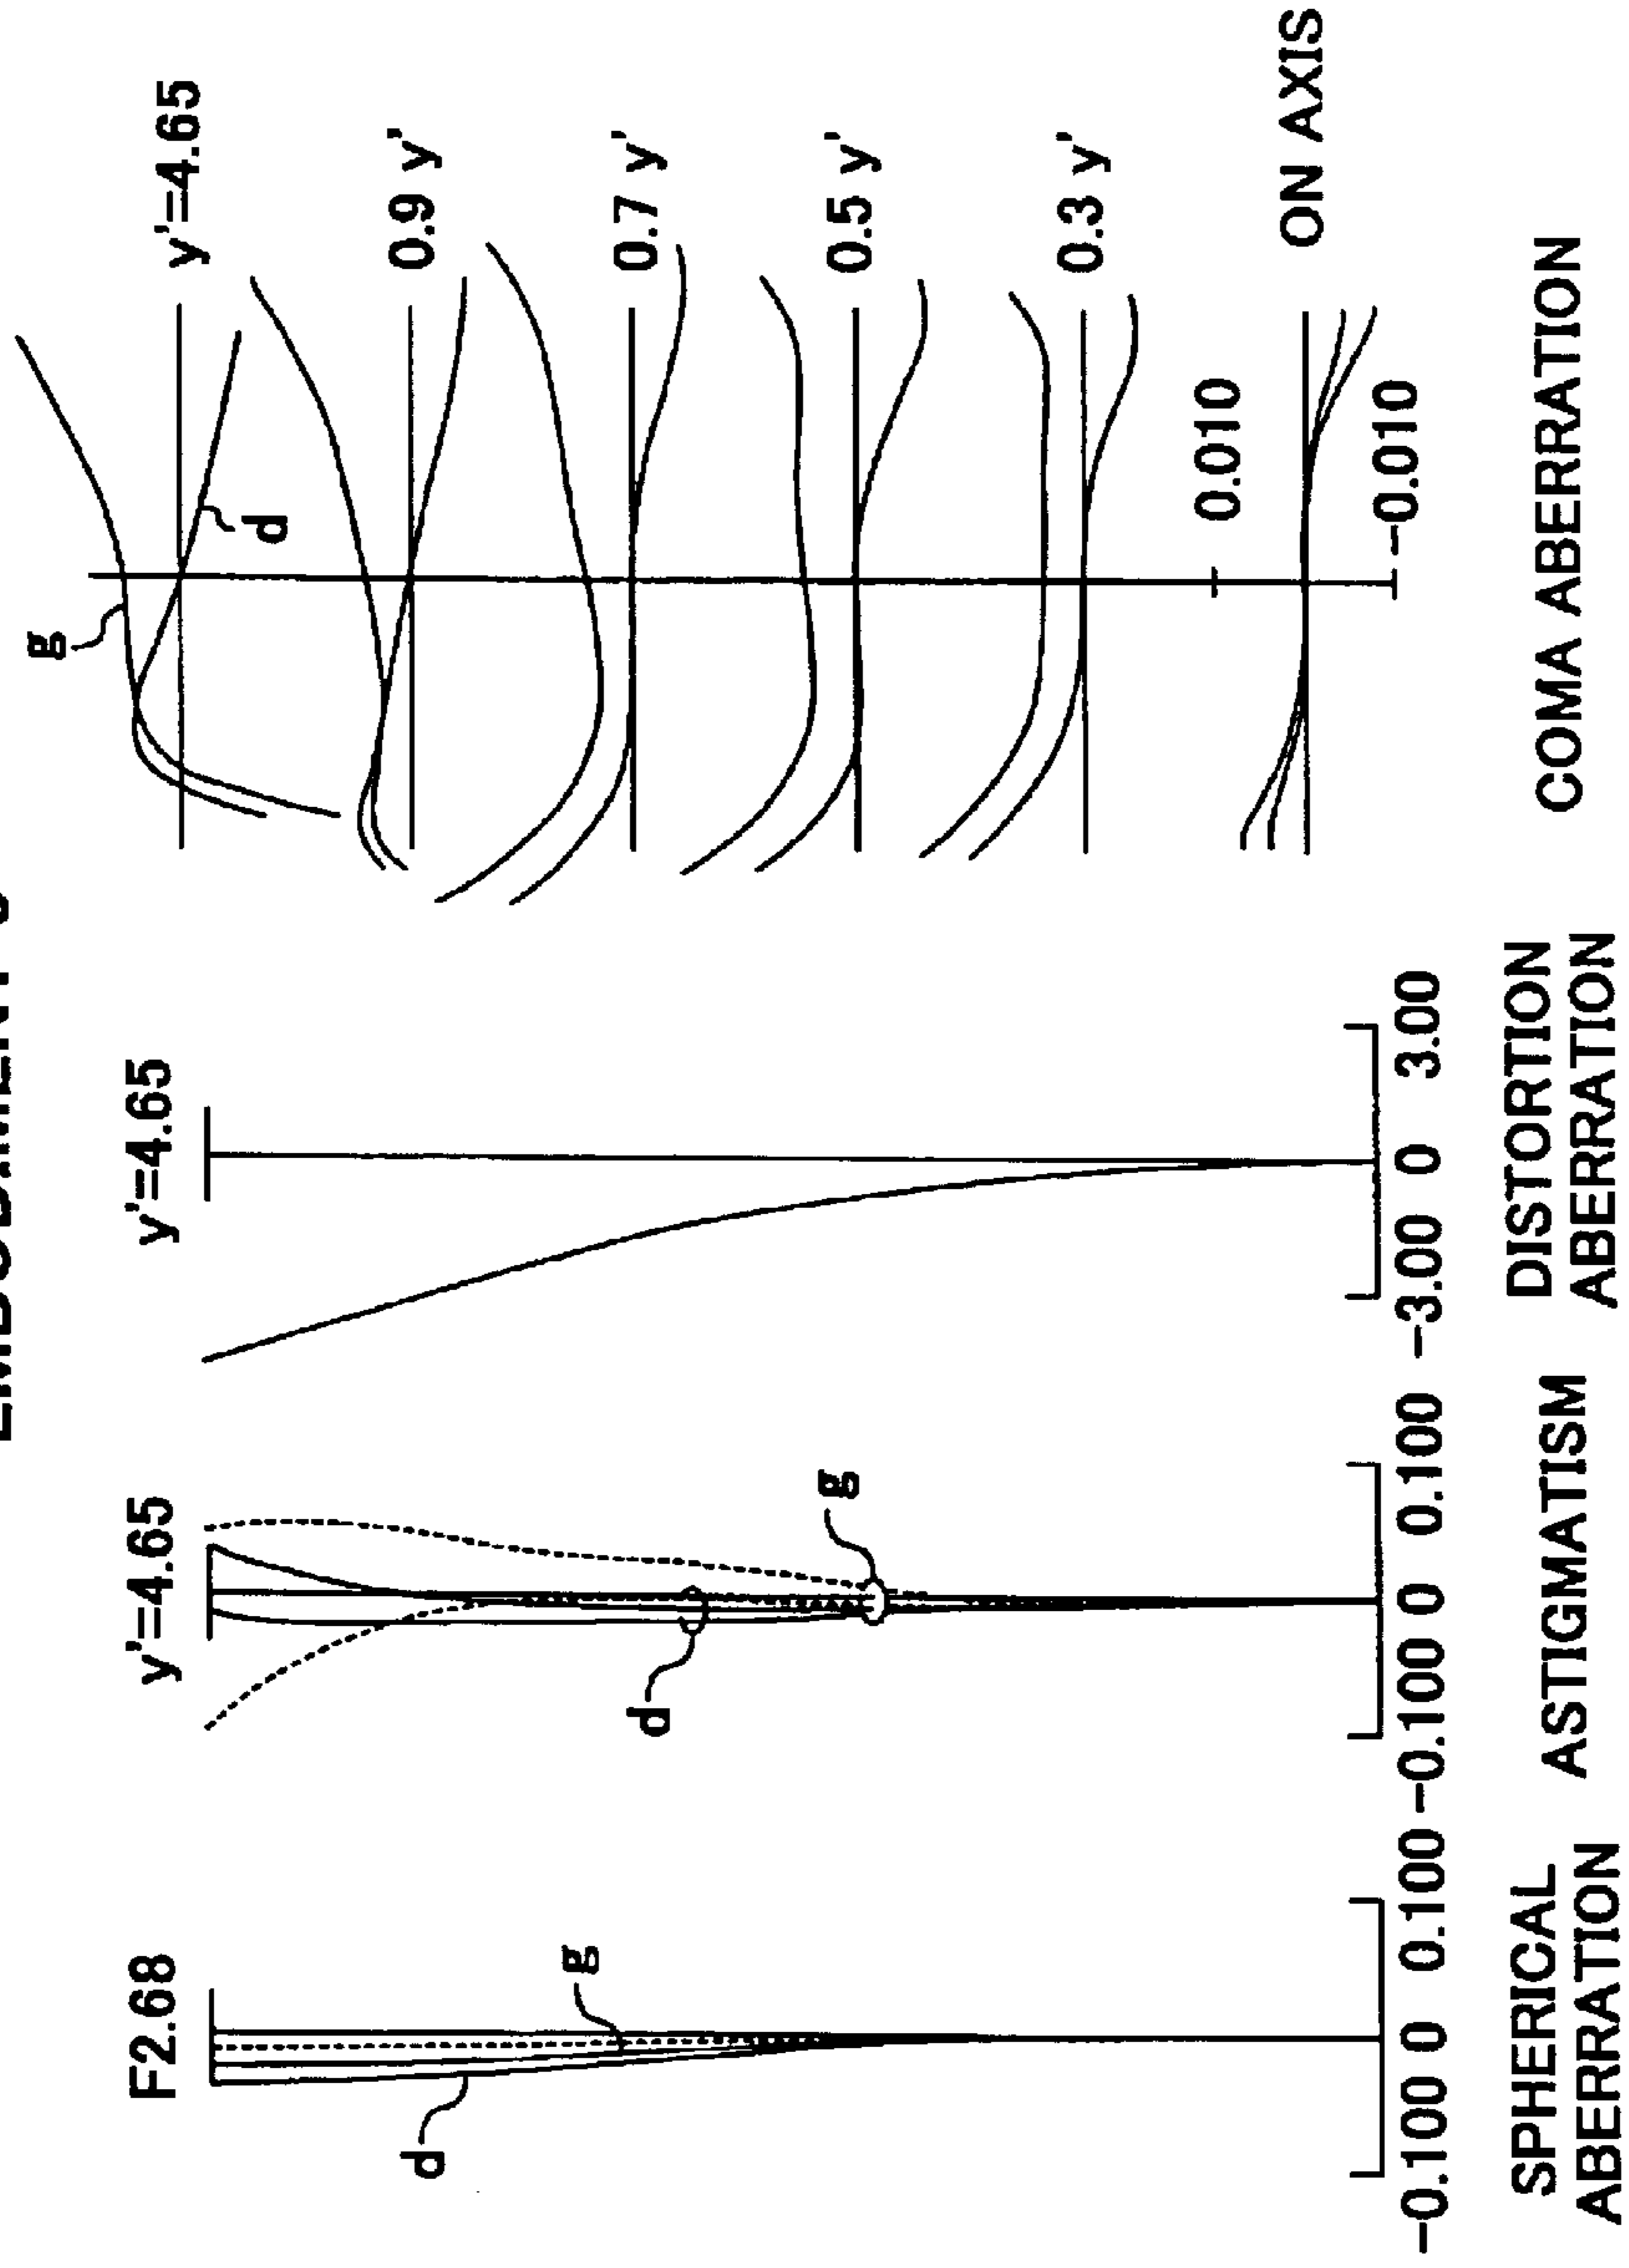 F2.68
g
d
-0.100 0 0.100
SPHERICAL
ABERRATION
y'=4.65
g
d
-0.100 0 0.100
ASTIGMATISM
y'=4.65
-3.00 0 3.00
DISTORTION
ABERRATION
g
y'=4.65
d
0.9 y'
0.7 y'
0.5 y'
0.3 y'
0.010
ON AXIS
-0.010
COMA ABERRATION